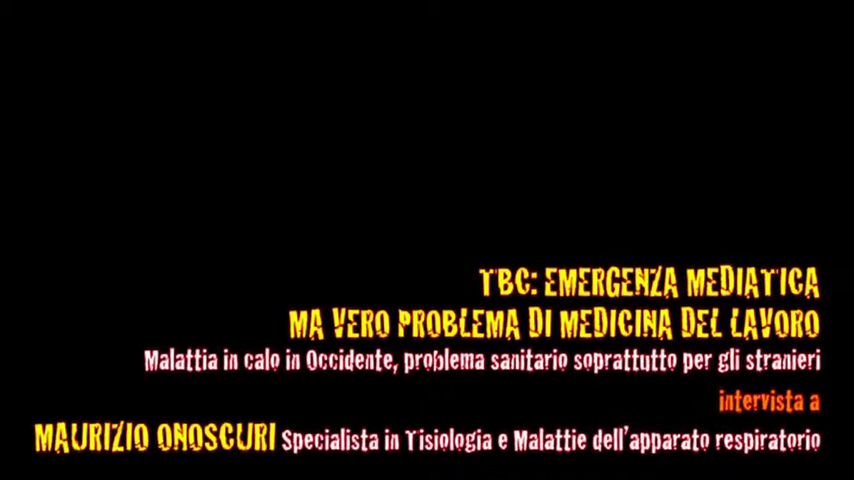 TBC: EMERGENZA MEDIATICA
MA VERO PROBLEMA DI MEDICINA DEL LAVORO
Malattia in calo in Occidente, problema sanitario soprattutto per gli stranieri
intervista a
MAURIZIO ONOSCURI Specialista in Tisiologia e Malattie dell'apparato respiratorio